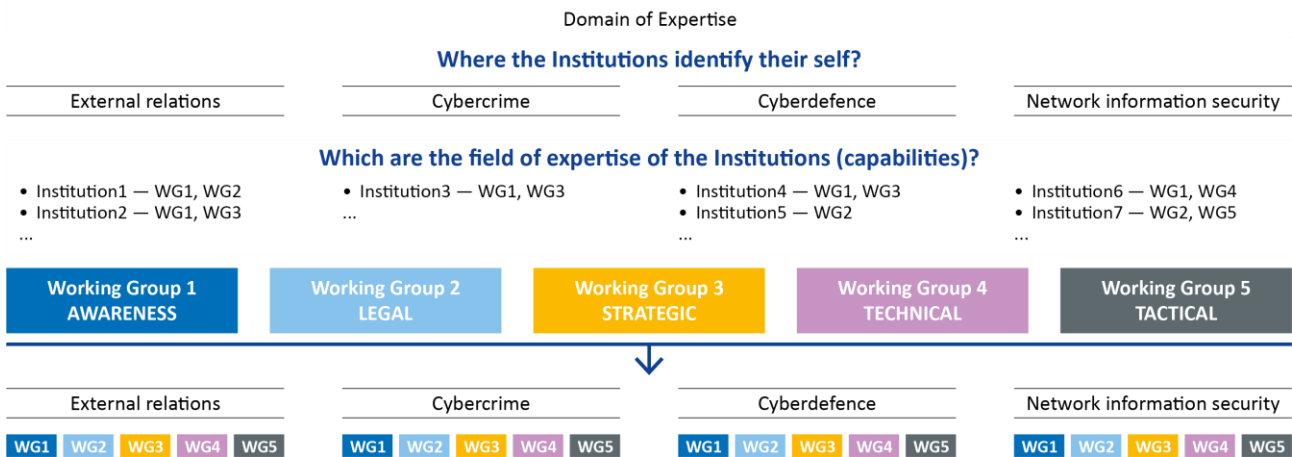 Domain of Expertise
Where the Institutions identify their self?
External relations
Cybercrime
Cyberdefence
Network information security
Which are the field of expertise of the Institutions (capabilities)?
• Institution1 — WG1, WG2
• Institution2 — WG1, WG3
...
• Institution3 — WG1, WG3
...
• Institution4 — WG1, WG3
• Institution5 — WG2
...
• Institution6 — WG1, WG4
• Institution7 — WG2, WG5
...
Working Group 1
AWARENESS
Working Group 2
LEGAL
Working Group 3
STRATEGIC
Working Group 4
TECHNICAL
Working Group 5
TACTICAL
External relations
Cybercrime
Cyberdefence
Network information security
WG1 WG2 WG3 WG4 WG5
WG1 WG2 WG3 WG4 WG5
WG1 WG2 WG3 WG4 WG5
WG1 WG2 WG3 WG4 WG5